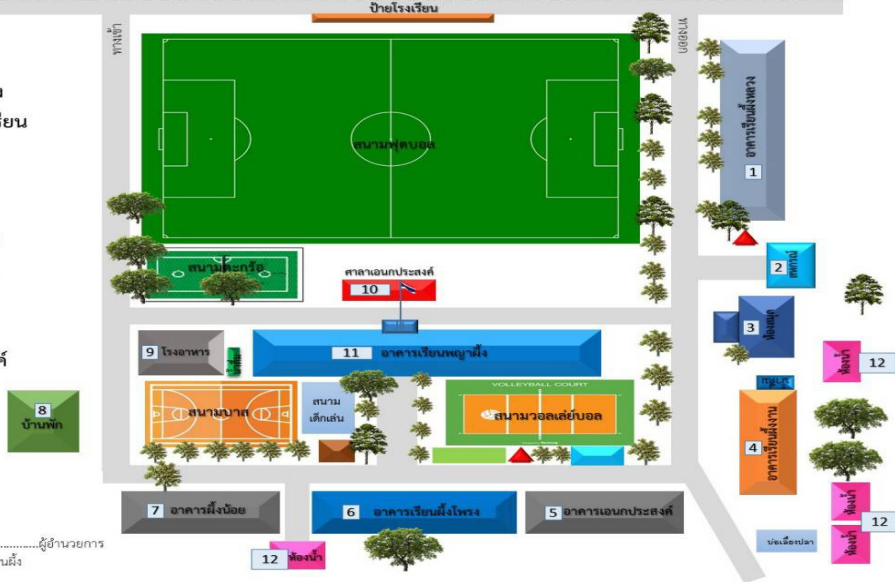 ป้ายโรงเรียน
ทางเข้า
ทางออก
สนามฟุตบอล
อาคารเรียนผึ้งหลวง
1
สนามตะกร้อ
ศาลาเอนกประสงค์
10
2
สหกรณ์
3
ห้องสมุด
9 โรงอาหาร
11 อาคารเรียนพญาผึ้ง
ห้องน้ำ
12
8
บ้านพัก
สนามบาส
สนาม
เด็กเล่น
VOLLEYBALL COURT
สนามวอลเล่ย์บอล
4
อาคารเรียนผึ้งงาน
7 อาคารผึ้งน้อย
6 อาคารเรียนผึ้งโพรง
5 อาคารเอนกประสงค์
ห้องน้ำ
ห้องน้ำ
12
บ่อเลี้ยงปลา
12 ห้องน้ำ
ผู้อำนวยการ